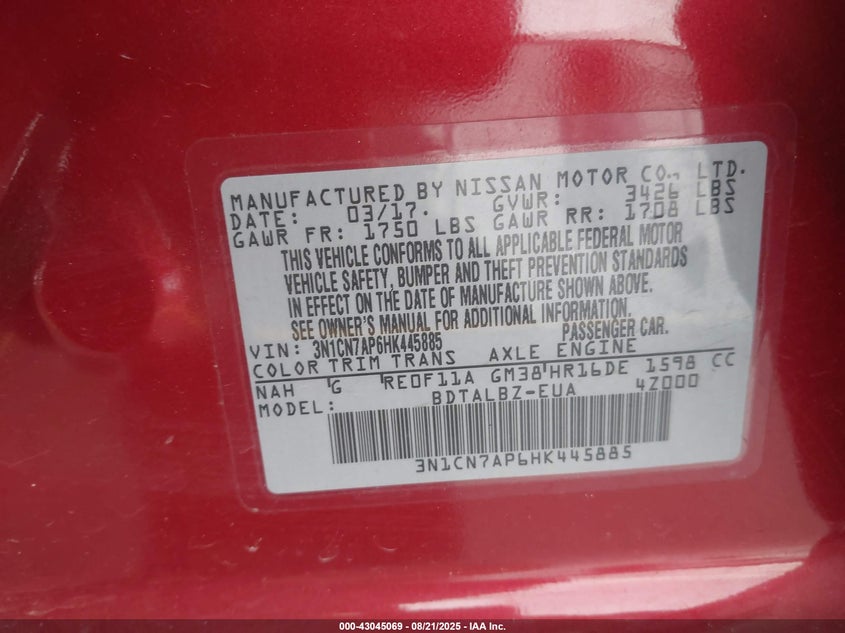 MANUFACTURED BY NISSAN MOTOR CO., LTD.
DATE: 03/17. GVWR: 3426 LBS
GAWR FR: 1750 LBS GAWR RR: 1708 LBS
THIS VEHICLE CONFORMS TO ALL APPLICABLE FEDERAL MOTOR
VEHICLE SAFETY, BUMPER AND THEFT PREVENTION STANDARDS
IN EFFECT ON THE DATE OF MANUFACTURE SHOWN ABOVE.
SEE OWNER'S MANUAL FOR ADDITIONAL INFORMATION.
VIN: 3N1CN7AP6HK445885 PASSENGER CAR.
COLOR TRIM TRANS AXLE ENGINE
NAH G RE0F11A GM38 HR16DE 1598 CC
MODEL: BDTALBZ-EUA 4Z000
3N1CN7AP6HK445885
000-43045069 - 08/21/2025 - IAA Inc.